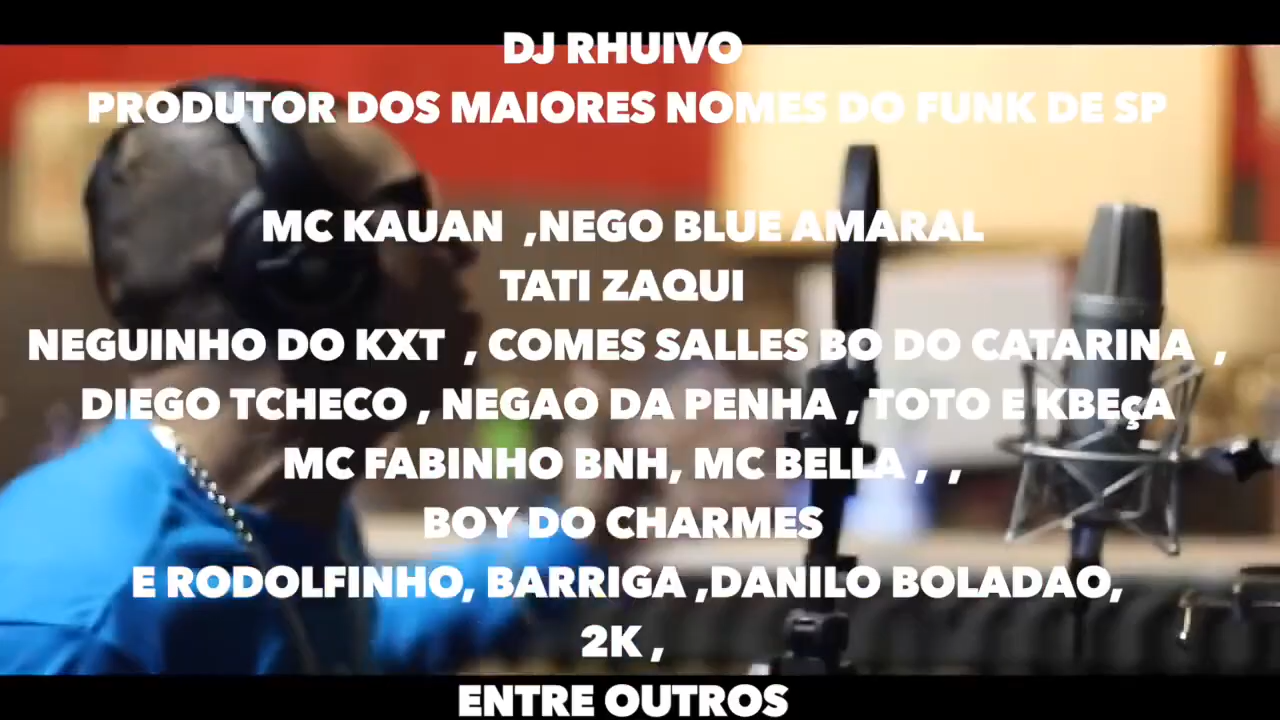 DJ RHUIVO
PRODUTOR DOS MAIORES NOMES DO FUNK DE SP
MC KAUAN ,NEGO BLUE AMARAL
TATI ZAQUI
NEGUINHO DO KXT , COMES SALLES BO DO CATARINA ,
DIEGO TCHECO , NEGAO DA PENHA , TOTO E KBEçA
MC FABINHO BNH, MC BELLA , ,
BOY DO CHARMES
E RODOLFINHO, BARRIGA ,DANILO BOLADAO,
2K ,
ENTRE OUTROS